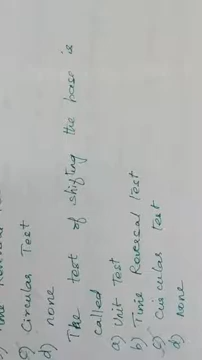 c) Circular Test
d) none
The test of shifting the base is
called
a) Unit Test
b) Time Reversal Test
c) Circular Test
d) none